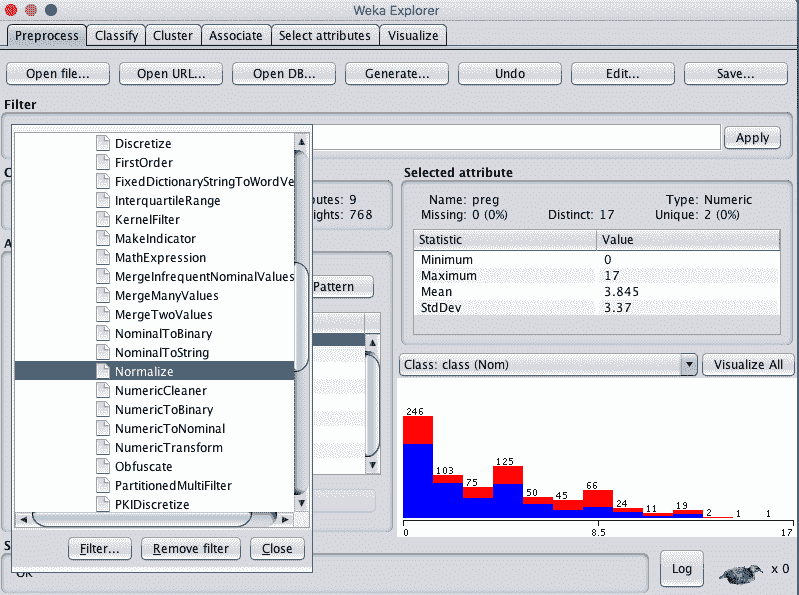 Weka Explorer
Preprocess Classify Cluster Associate Select attributes Visualize
Open file... Open URL... Open DB... Generate... Undo Edit... Save...
Filter
Apply
Discretize
FirstOrder
FixedDictionaryStringToWordVe
InterquartileRange
KernelFilter
MakeIndicator
MathExpression
MergeInfrequentNominalValues
MergeManyValues
MergeTwoValues
NominalToBinary
NominalToString
Normalize
NumericCleaner
NumericToBinary
NumericToNominal
NumericTransform
Obfuscate
PartitionedMultiFilter
PKIDiscretize
Filter... Remove filter Close
butes: 9
ights: 768
Pattern
Selected attribute
Name: preg Type: Numeric
Missing: 0 (0%) Distinct: 17 Unique: 2 (0%)
Statistic Value
Minimum 0
Maximum 17
Mean 3.845
StdDev 3.37
Class: class (Nom) Visualize All
246
103
75
125
50
45
66
24
11
19
2
1
1
0 8.5 17
S
OK
Log x 0